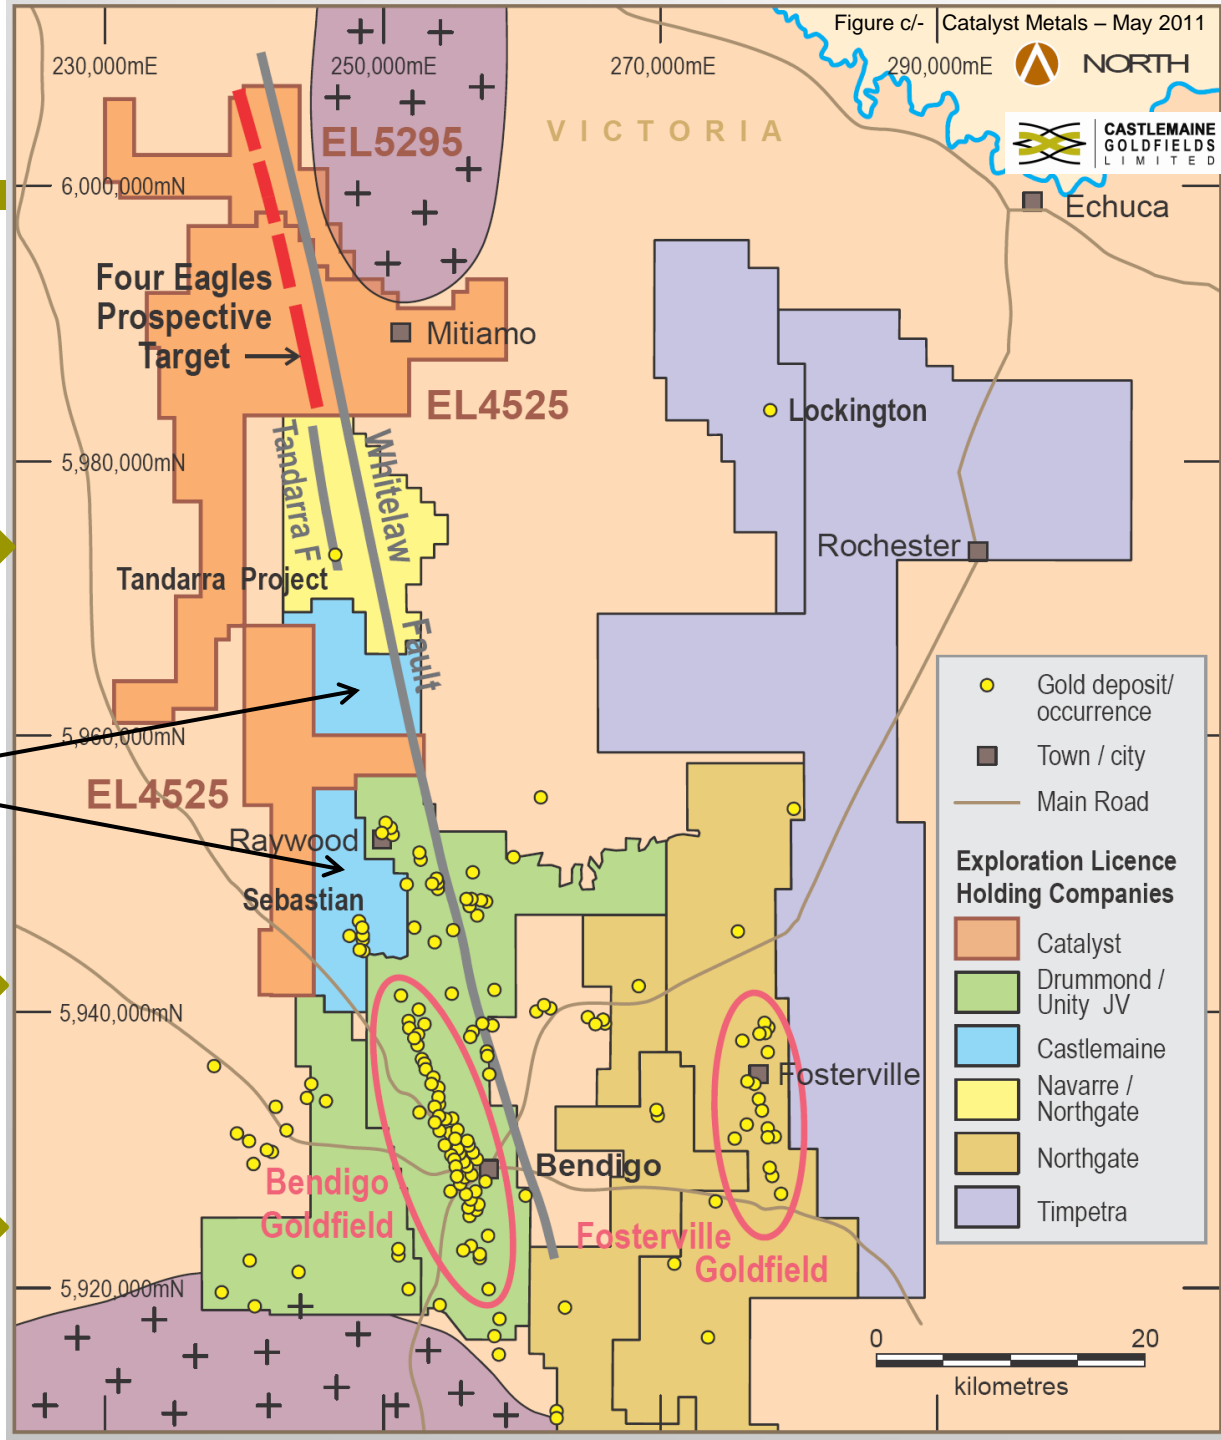 Figure c/- Catalyst Metals – May 2011
230,000mE
250,000mE
270,000mE
290,000mE
NORTH
CASTLEMAINE
GOLDFIELDS
LIMITED
VICTORIA
EL5295
6,000,000mN
Echuca
Four Eagles
Prospective
Target
Mitiamo
EL4525
Lockington
Tandarra F
Whitelaw
Fault
5,980,000mN
Rochester
Tandarra Project
5,960,000mN
EL4525
Raywood
Sebastian
5,940,000mN
Fosterville
Bendigo
Bendigo
Goldfield
Fosterville
Goldfield
5,920,000mN
Gold deposit/
occurrence
Town / city
Main Road
Exploration Licence
Holding Companies
Catalyst
Drummond /
Unity JV
Castlemaine
Navarre /
Northgate
Northgate
Timpetra
0
20
kilometres